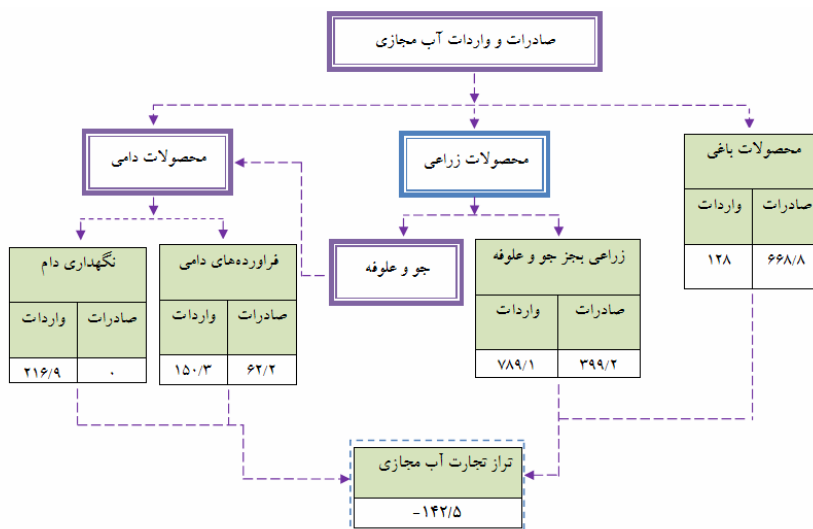 صادرات و واردات آب مجازی
محصولات باغی
صادرات واردات
۶۶۸/۸ ۱۲۸
محصولات زراعی
محصولات دامی
زراعی بجز جو و علوفه
صادرات واردات
۳۹۹/۲ ۷۸۹/۱
جو و علوفه
فراورده‌های دامی
صادرات واردات
۶۲/۲ ۱۵۰/۳
نگهداری دام
صادرات واردات
۰ ۲۱۶/۹
تراز تجارت آب مجازی
-۱۴۲/۵